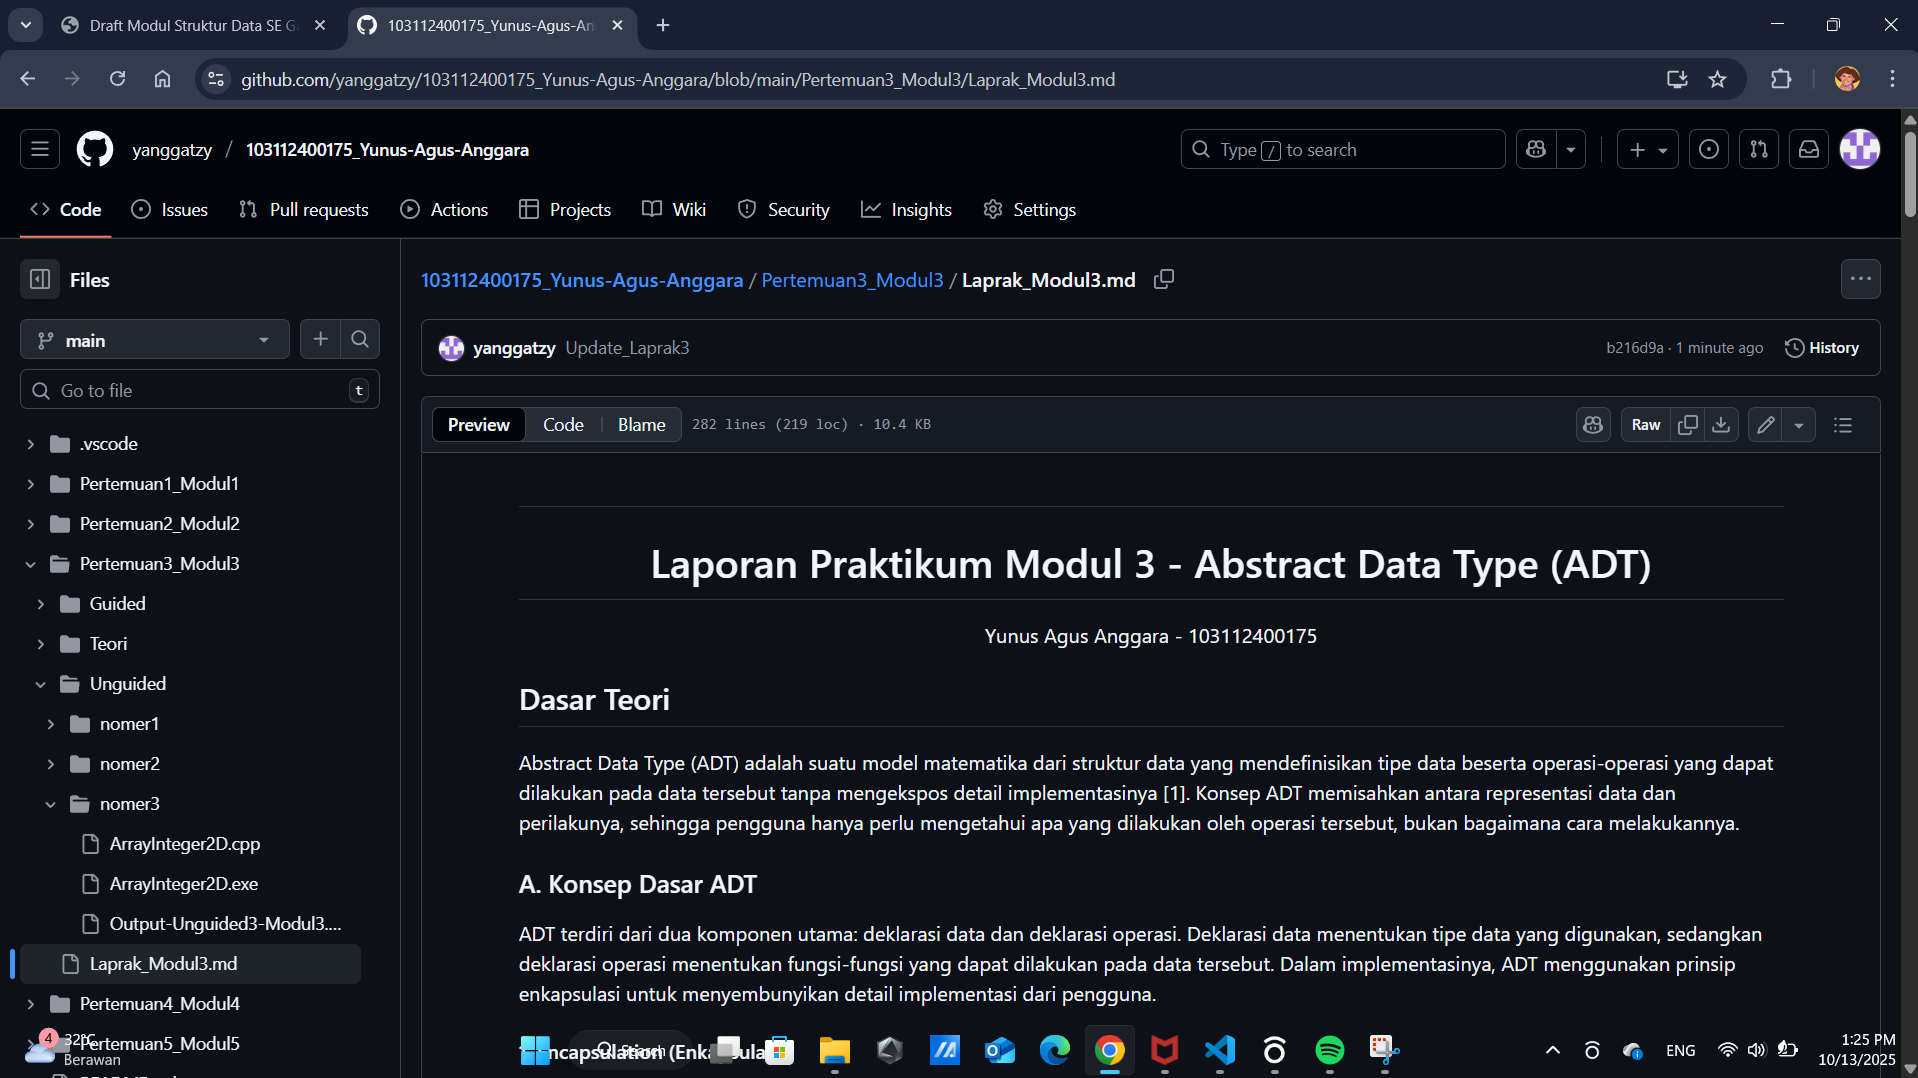 Draft Modul Struktur Data SE G
103112400175_Yunus-Agus-An
github.com/yanggatzy/103112400175_Yunus-Agus-Anggara/blob/main/Pertemuan3_Modul3/Laprak_Modul3.md
yanggatzy / 103112400175_Yunus-Agus-Anggara
Type / to search
Code
Issues
Pull requests
Actions
Projects
Wiki
Security
Insights
Settings
Files
main
Go to file
t
.vscode
Pertemuan1_Modul1
Pertemuan2_Modul2
Pertemuan3_Modul3
Guided
Teori
Unguided
nomer1
nomer2
nomer3
ArrayInteger2D.cpp
ArrayInteger2D.exe
Output-Unguided3-Modul3....
Laprak_Modul3.md
Pertemuan4_Modul4
Pertemuan5_Modul5
103112400175_Yunus-Agus-Anggara / Pertemuan3_Modul3 / Laprak_Modul3.md
yanggatzy Update_Laprak3
b216d9a · 1 minute ago
History
Preview
Code
Blame
282 lines (219 loc) · 10.4 KB
Raw
Laporan Praktikum Modul 3 - Abstract Data Type (ADT)
Yunus Agus Anggara - 103112400175
Dasar Teori
Abstract Data Type (ADT) adalah suatu model matematika dari struktur data yang mendefinisikan tipe data beserta operasi-operasi yang dapat
dilakukan pada data tersebut tanpa mengekspos detail implementasinya [1]. Konsep ADT memisahkan antara representasi data dan
perilakunya, sehingga pengguna hanya perlu mengetahui apa yang dilakukan oleh operasi tersebut, bukan bagaimana cara melakukannya.
A. Konsep Dasar ADT
ADT terdiri dari dua komponen utama: deklarasi data dan deklarasi operasi. Deklarasi data menentukan tipe data yang digunakan, sedangkan
deklarasi operasi menentukan fungsi-fungsi yang dapat dilakukan pada data tersebut. Dalam implementasinya, ADT menggunakan prinsip
enkapsulasi untuk menyembunyikan detail implementasi dari pengguna.
4
32°C
Berawan
Search
ENG
1:25 PM
10/13/2025